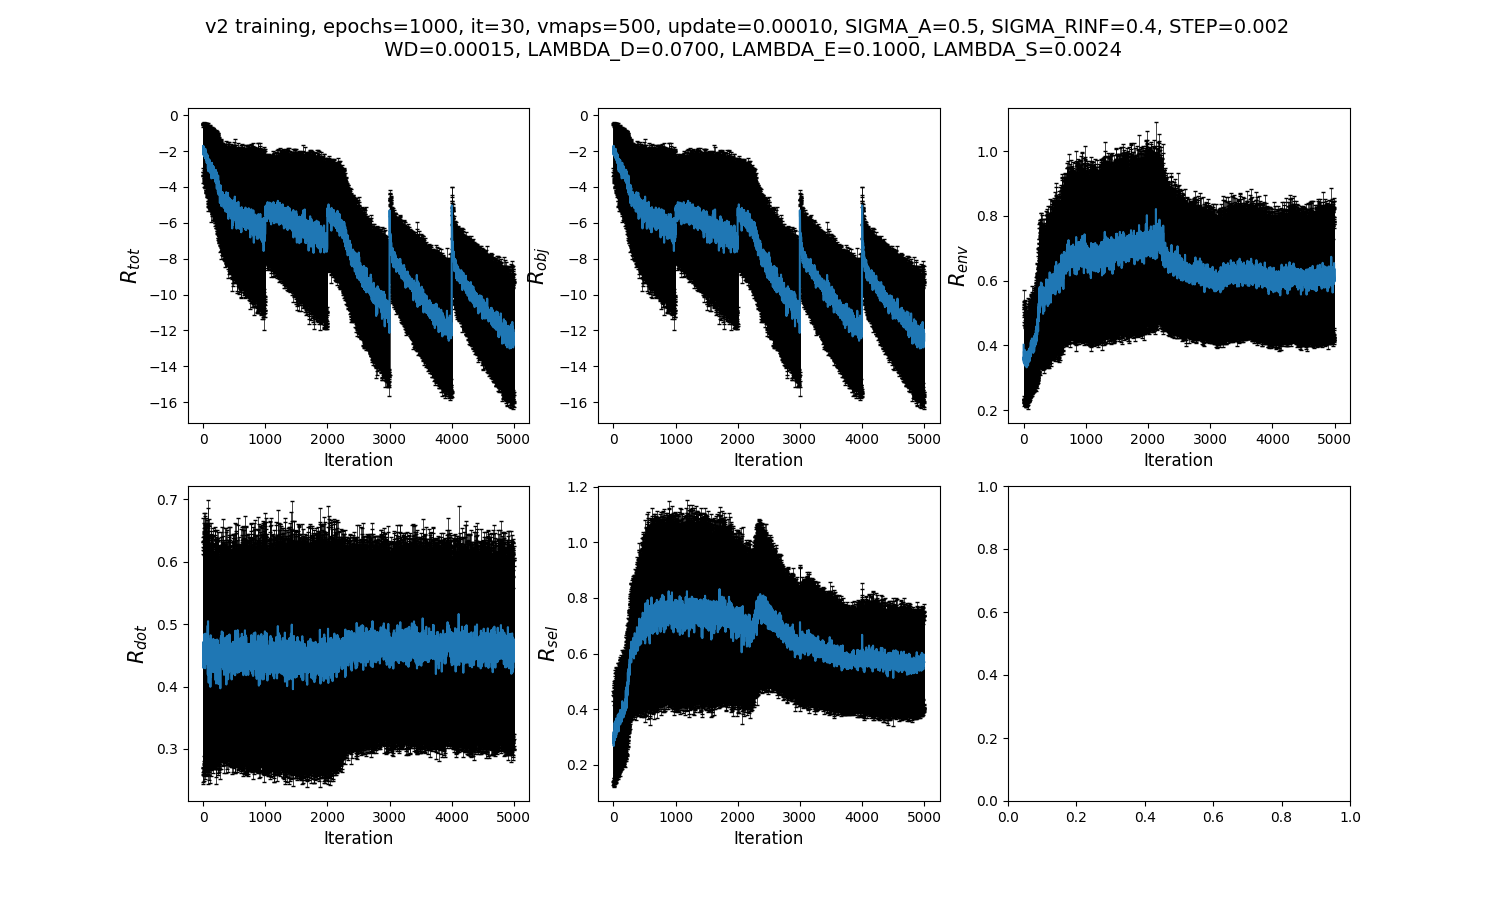 v2 training, epochs=1000, it=30, vmaps=500, update=0.00010, SIGMA_A=0.5, SIGMA_RINF=0.4, STEP=0.002
WD=0.00015, LAMBDA_D=0.0700, LAMBDA_E=0.1000, LAMBDA_S=0.0024
R_tot
0
−2
−4
−6
−8
−10
−12
−14
−16
0 1000 2000 3000 4000 5000
Iteration
R_obj
0
−2
−4
−6
−8
−10
−12
−14
−16
0 1000 2000 3000 4000 5000
Iteration
R_env
1.0
0.8
0.6
0.4
0.2
0 1000 2000 3000 4000 5000
Iteration
R_dot
0.7
0.6
0.5
0.4
0.3
0 1000 2000 3000 4000 5000
Iteration
R_sel
1.2
1.0
0.8
0.6
0.4
0.2
0 1000 2000 3000 4000 5000
Iteration
1.0
0.8
0.6
0.4
0.2
0.0
0.0 0.2 0.4 0.6 0.8 1.0